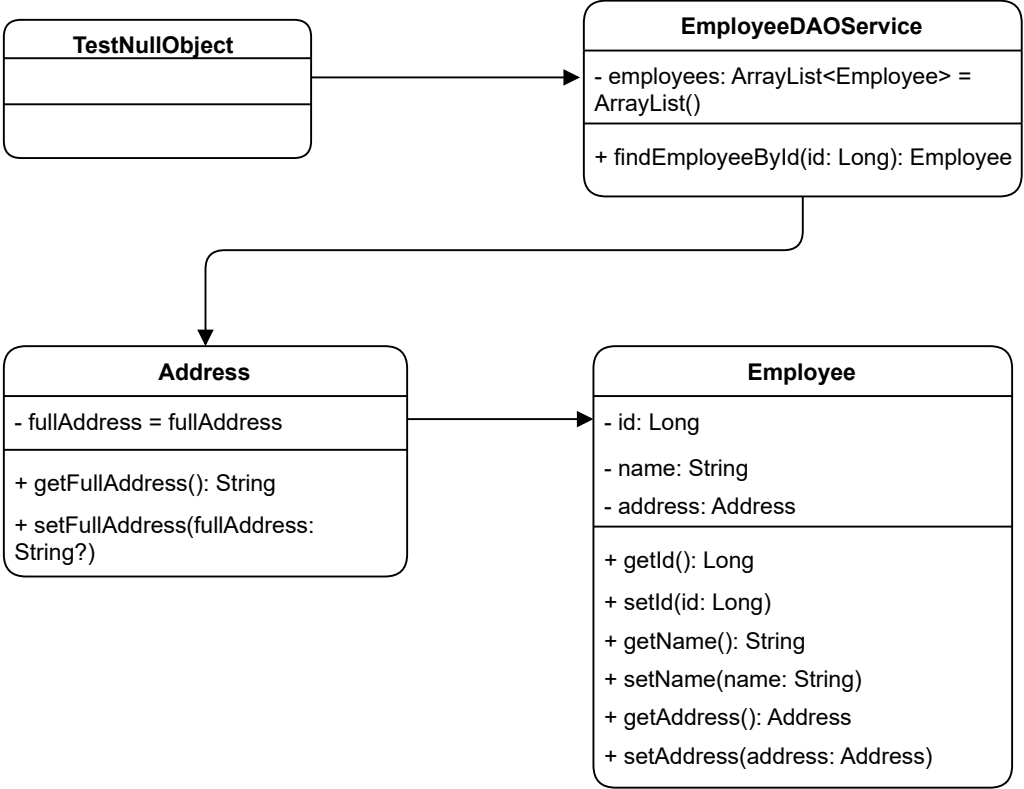 TestNullObject
EmployeeDAOService
- employees: ArrayList<Employee> =
ArrayList()
+ findEmployeeById(id: Long): Employee
Address
- fullAddress = fullAddress
+ getFullAddress(): String
+ setFullAddress(fullAddress:
String?)
Employee
- id: Long
- name: String
- address: Address
+ getId(): Long
+ setId(id: Long)
+ getName(): String
+ setName(name: String)
+ getAddress(): Address
+ setAddress(address: Address)